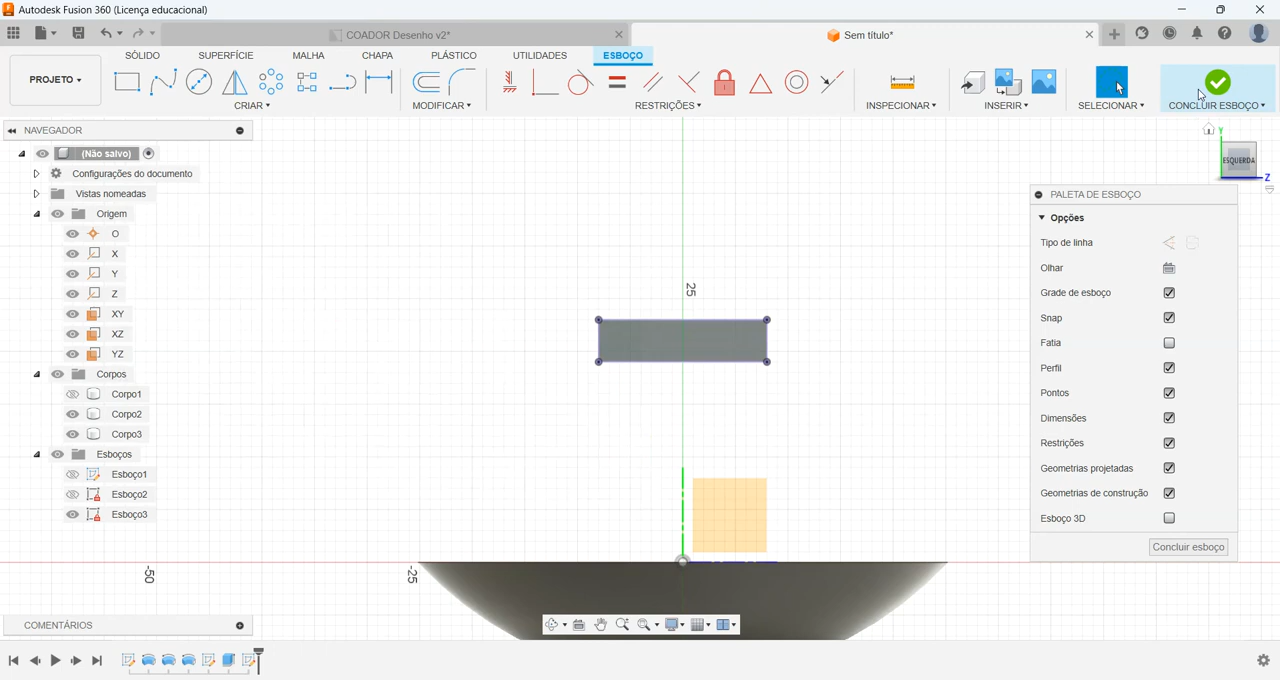 Autodesk Fusion 360 (Licença educacional)
COADOR Desenho v2*
Sem título*
SÓLIDO
SUPERFÍCIE
MALHA
CHAPA
PLÁSTICO
UTILIDADES
ESBOÇO
PROJETO
CRIAR
MODIFICAR
RESTRIÇÕES
INSPECIONAR
INSERIR
SELECIONAR
CONCLUIR ESBOÇO
NAVEGADOR
(Não salvo)
Configurações do documento
Vistas nomeadas
Origem
O
X
Y
Z
XY
XZ
YZ
Corpos
Corpo1
Corpo2
Corpo3
Esboços
Esboço1
Esboço2
Esboço3
25
-50
-25
Y
ESQUERDA
Z
PALETA DE ESBOÇO
Opções
Tipo de linha
Olhar
Grade de esboço
Snap
Fatia
Perfil
Pontos
Dimensões
Restrições
Geometrias projetadas
Geometrias de construção
Esboço 3D
Concluir esboço
COMENTÁRIOS